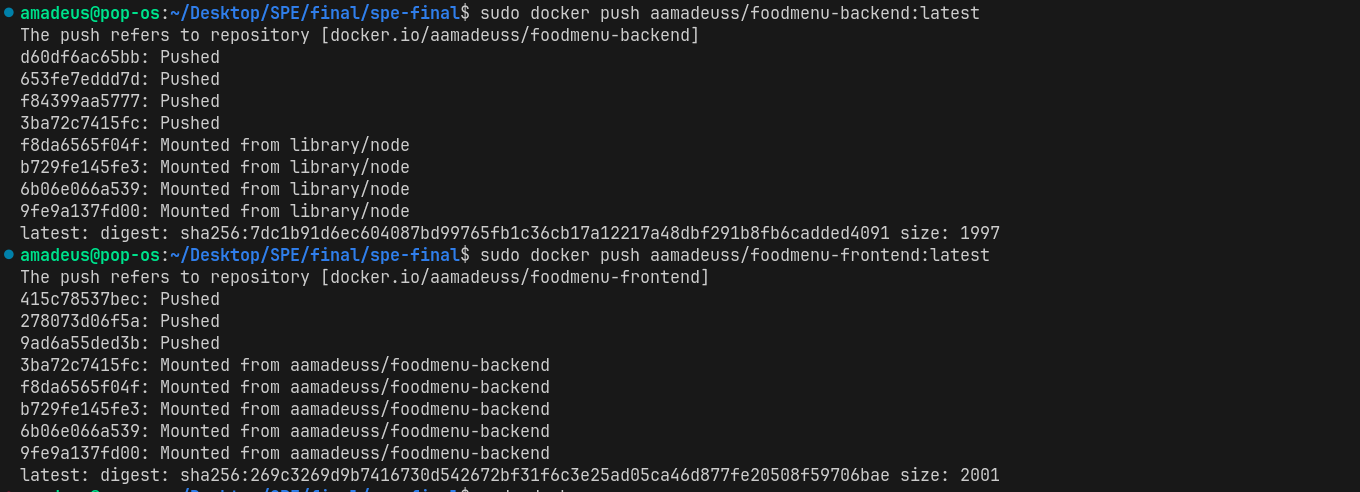 amadeus@pop-os:~/Desktop/SPE/final/spe-final$ sudo docker push aamadeuss/foodmenu-backend:latest
The push refers to repository [docker.io/aamadeuss/foodmenu-backend]
d60df6ac65bb: Pushed
653fe7eddd7d: Pushed
f84399aa5777: Pushed
3ba72c7415fc: Pushed
f8da6565f04f: Mounted from library/node
b729fe145fe3: Mounted from library/node
6b06e066a539: Mounted from library/node
9fe9a137fd00: Mounted from library/node
latest: digest: sha256:7dc1b91d6ec604087bd99765fb1c36cb17a12217a48dbf291b8fb6cadded4091 size: 1997
amadeus@pop-os:~/Desktop/SPE/final/spe-final$ sudo docker push aamadeuss/foodmenu-frontend:latest
The push refers to repository [docker.io/aamadeuss/foodmenu-frontend]
415c78537bec: Pushed
278073d06f5a: Pushed
9ad6a55ded3b: Pushed
3ba72c7415fc: Mounted from aamadeuss/foodmenu-backend
f8da6565f04f: Mounted from aamadeuss/foodmenu-backend
b729fe145fe3: Mounted from aamadeuss/foodmenu-backend
6b06e066a539: Mounted from aamadeuss/foodmenu-backend
9fe9a137fd00: Mounted from aamadeuss/foodmenu-backend
latest: digest: sha256:269c3269d9b7416730d542672bf31f6c3e25ad05ca46d877fe20508f59706bae size: 2001